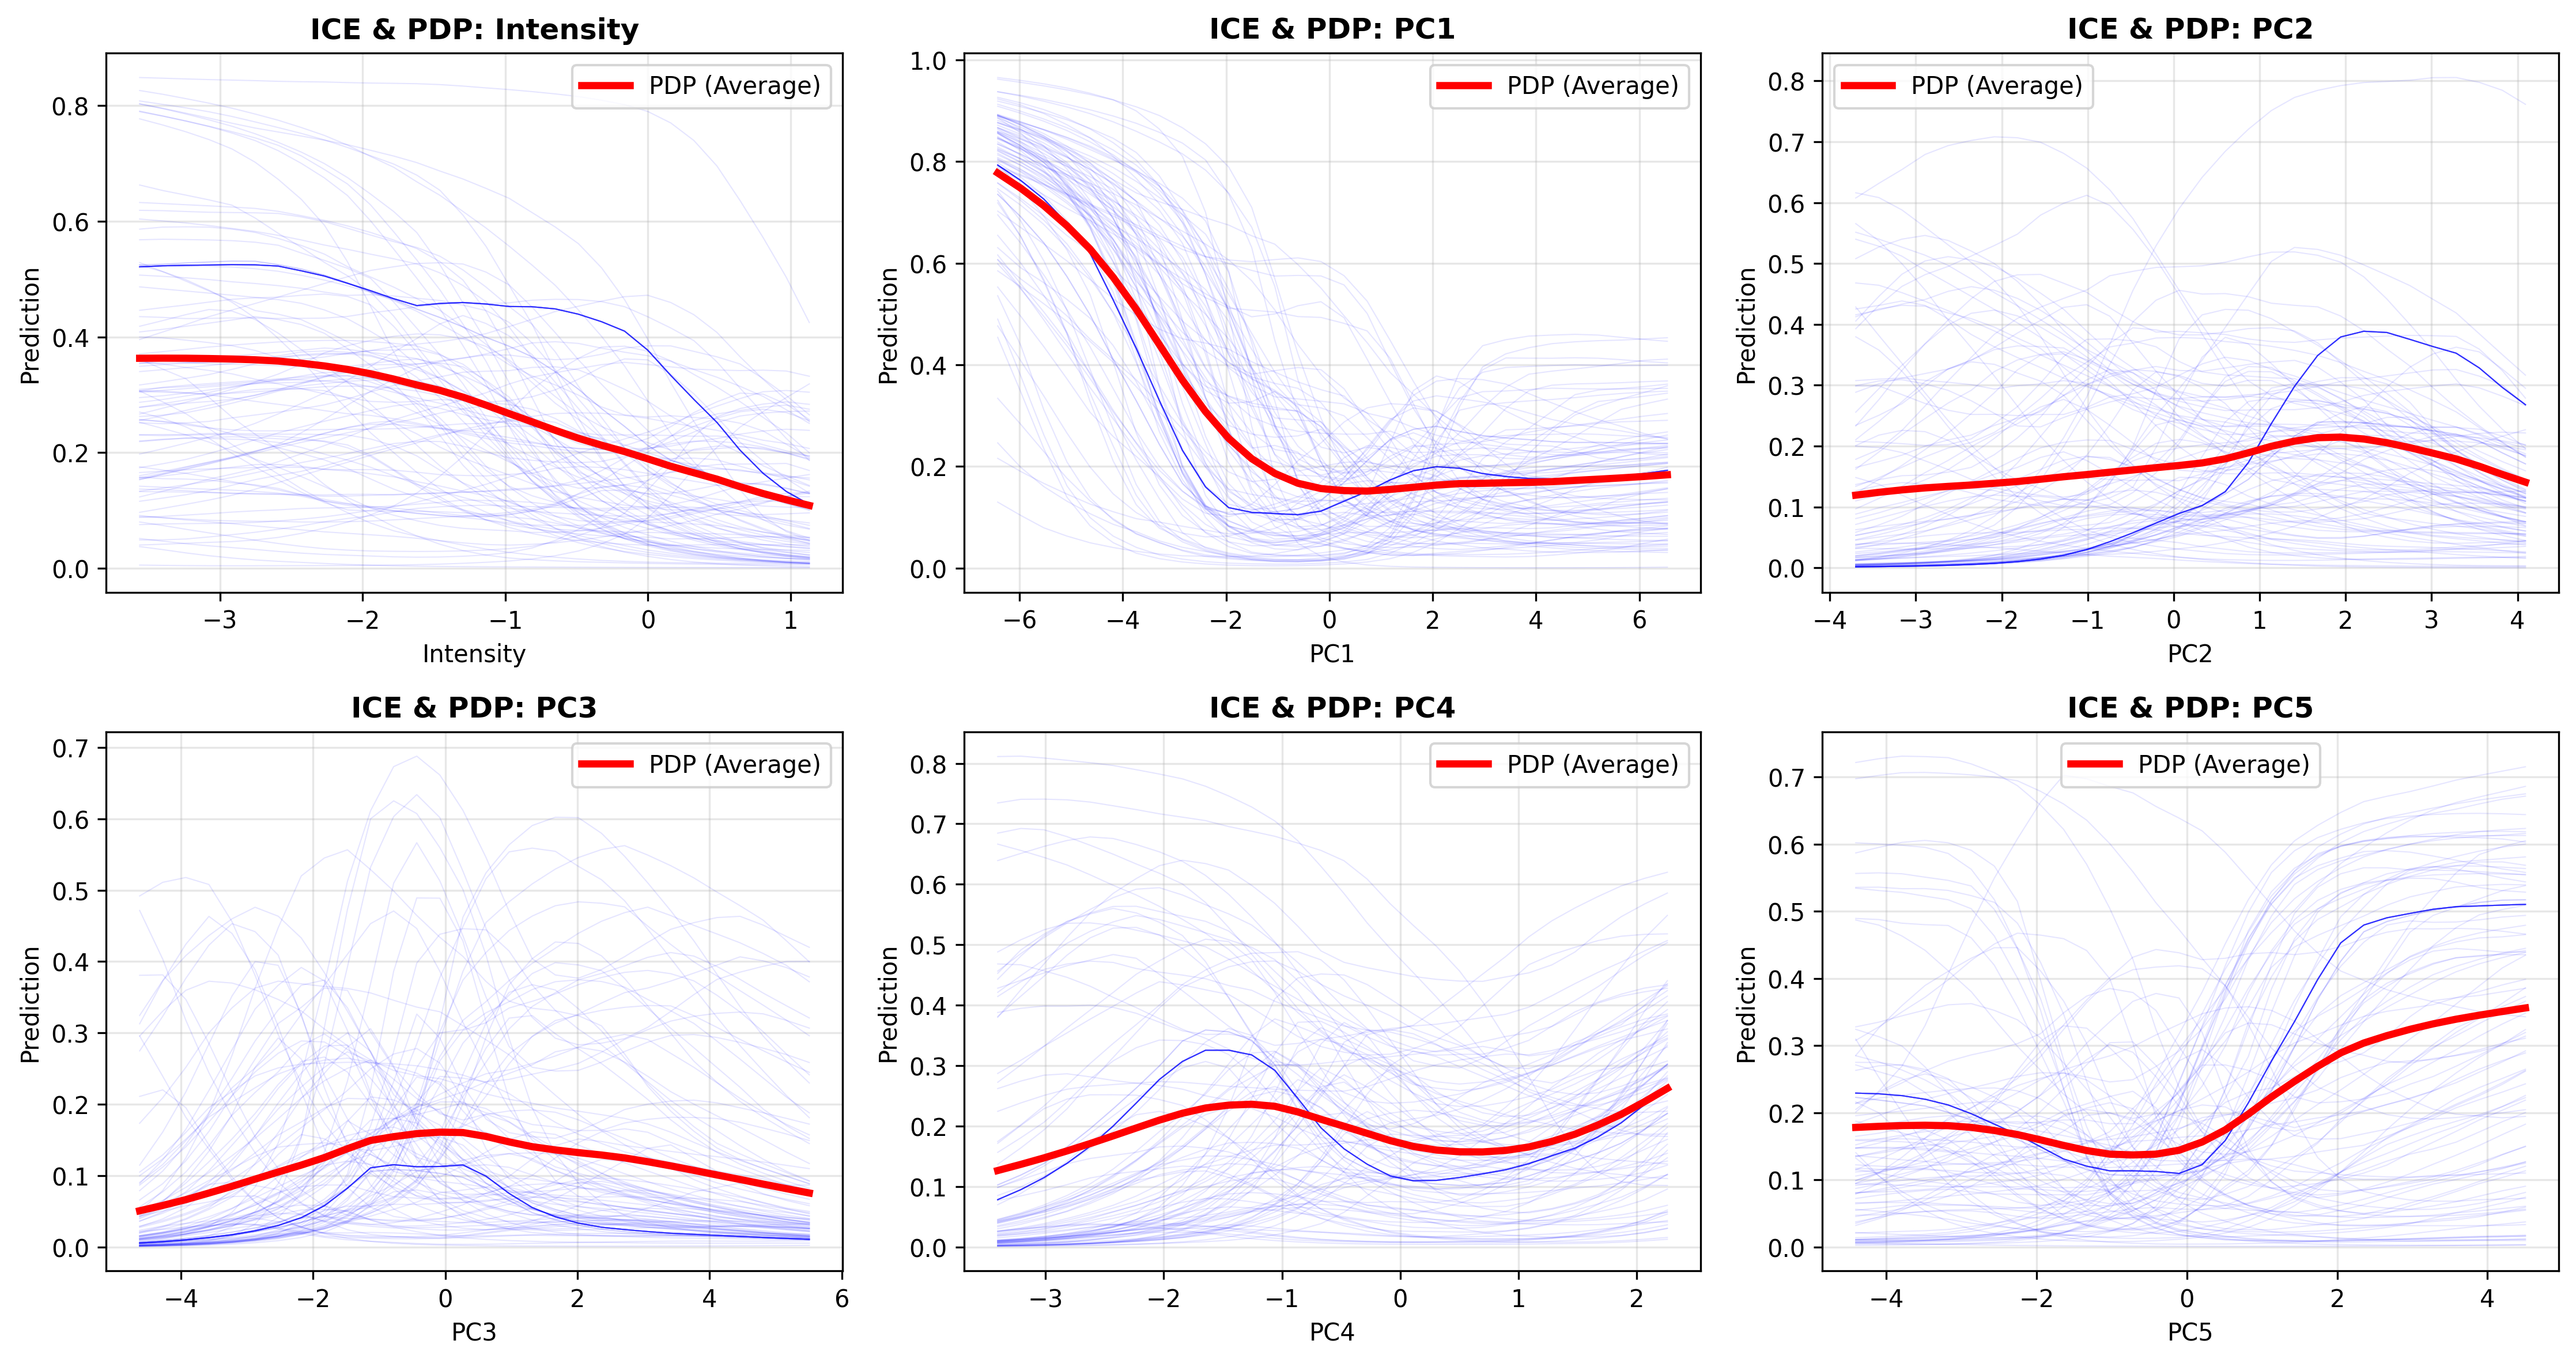 ICE & PDP: Intensity
PDP (Average)
Prediction
0.8
0.6
0.4
0.2
0.0
−3 −2 −1 0 1
Intensity
ICE & PDP: PC1
PDP (Average)
Prediction
1.0
0.8
0.6
0.4
0.2
0.0
−6 −4 −2 0 2 4 6
PC1
ICE & PDP: PC2
PDP (Average)
Prediction
0.8
0.7
0.6
0.5
0.4
0.3
0.2
0.1
0.0
−4 −3 −2 −1 0 1 2 3 4
PC2
ICE & PDP: PC3
PDP (Average)
Prediction
0.7
0.6
0.5
0.4
0.3
0.2
0.1
0.0
−4 −2 0 2 4 6
PC3
ICE & PDP: PC4
PDP (Average)
Prediction
0.8
0.7
0.6
0.5
0.4
0.3
0.2
0.1
0.0
−3 −2 −1 0 1 2
PC4
ICE & PDP: PC5
PDP (Average)
Prediction
0.7
0.6
0.5
0.4
0.3
0.2
0.1
0.0
−4 −2 0 2 4
PC5